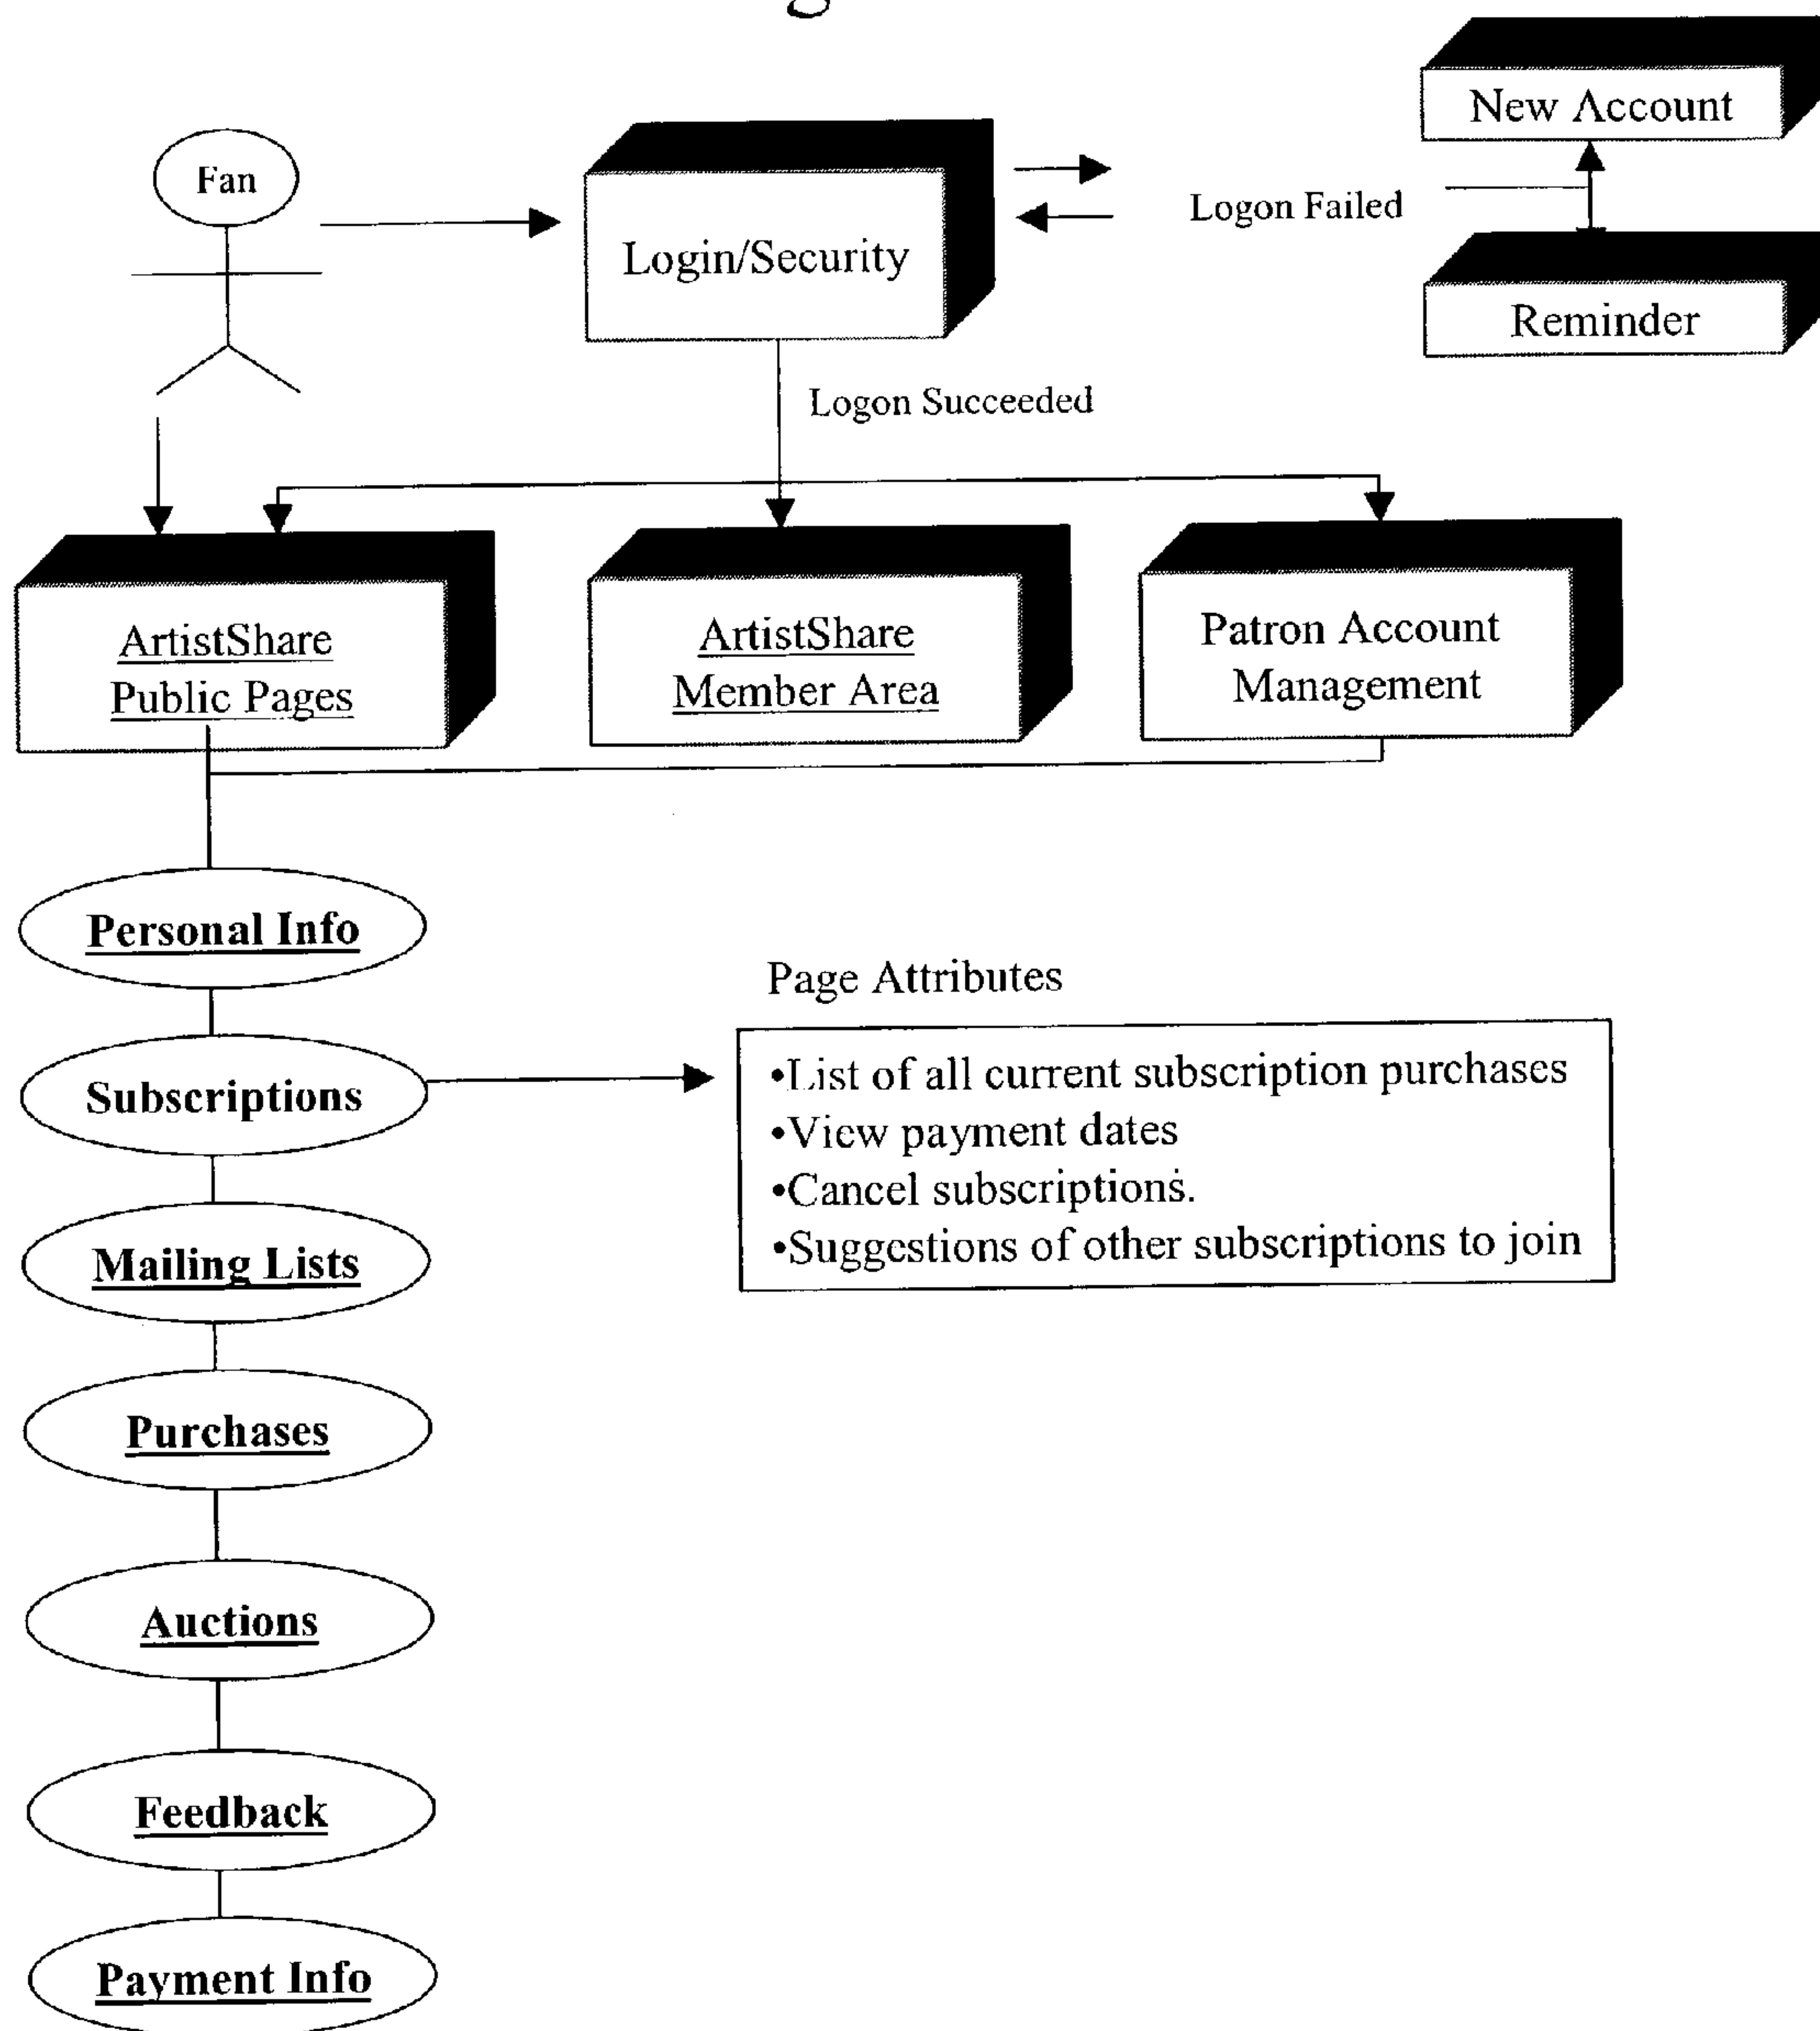 New Account
Fan
Logon Failed
Login/Security
Reminder
Logon Succeeded
ArtistShare
Public Pages
ArtistShare
Member Area
Patron Account
Management
Personal Info
Page Attributes
Subscriptions
•List of all current subscription purchases
•View payment dates
•Cancel subscriptions.
•Suggestions of other subscriptions to join
Mailing Lists
Purchases
Auctions
Feedback
Payment Info